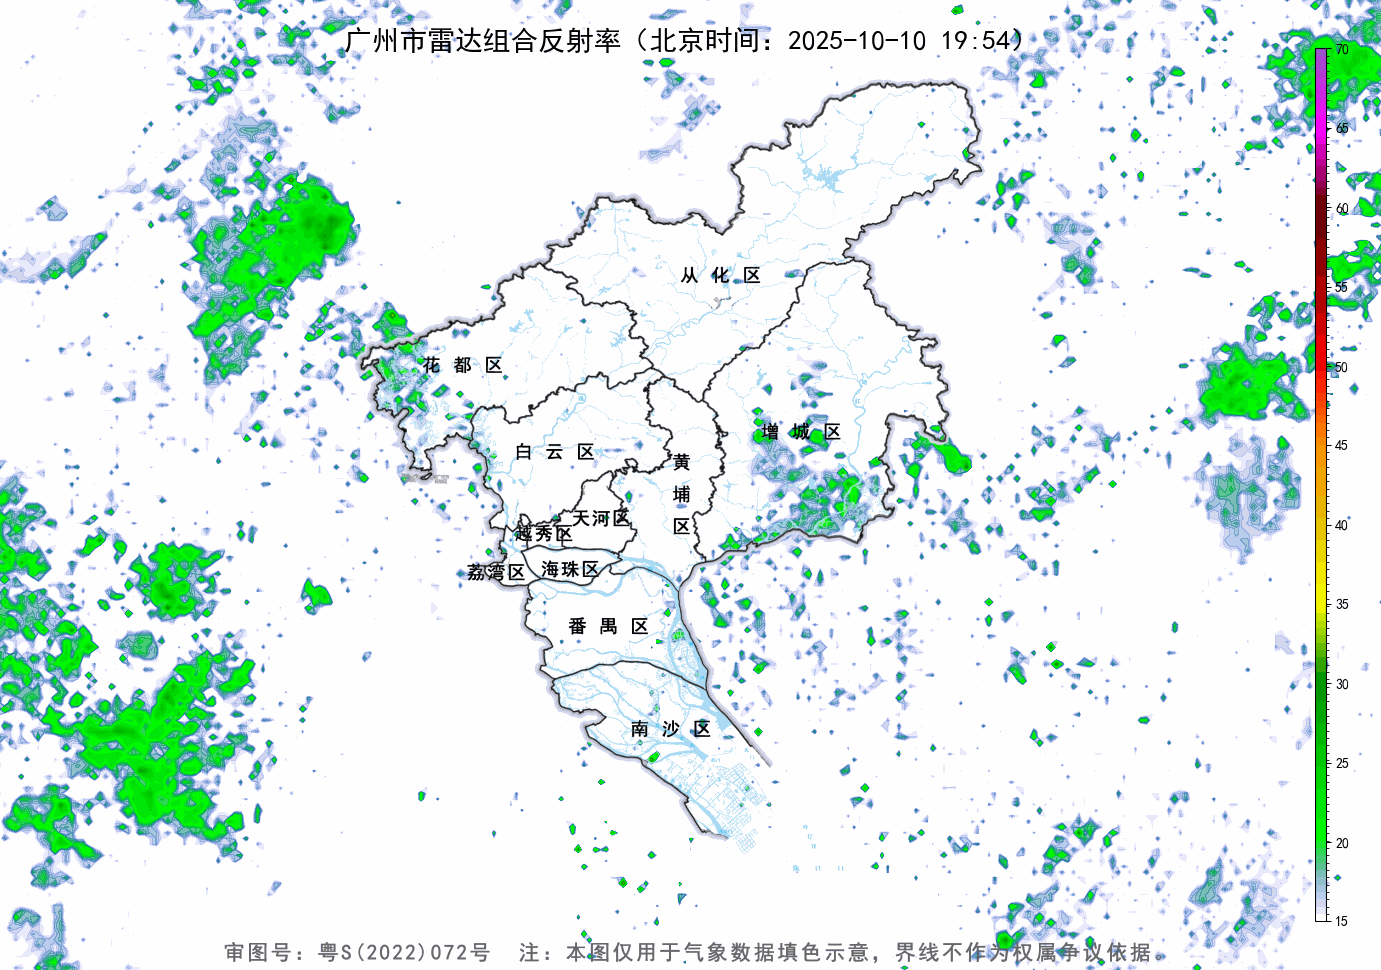 广州市雷达组合反射率（北京时间：2025-10-10 19:54）
70
65
60
55
50
45
40
35
30
25
20
15
从化区
花都区
增城区
白云区
黄埔区
天河区
越秀区
荔湾区
海珠区
番禺区
南沙区
审图号：粤S(2022)072号 注：本图仅用于气象数据填色示意，界线不作为权属争议依据。